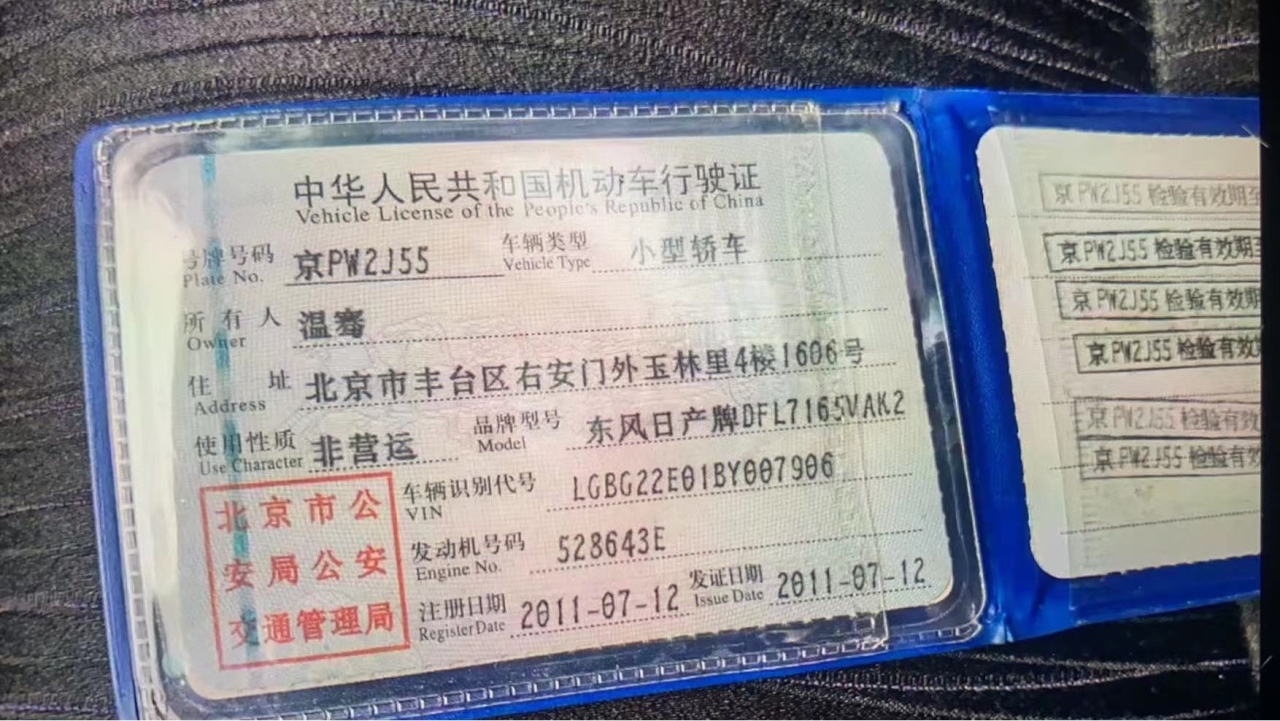 中华人民共和国机动车行驶证
Vehicle License of the People's Republic of China
号牌号码 京PW2J55 车辆类型 小型轿车
Plate No. Vehicle Type
所有人 温骞
Owner
住址 北京市丰台区右安门外玉林里4楼1606号
Address
使用性质 非营运 品牌型号 东风日产牌DFL7165VAK2
Use Character Model
车辆识别代号 LGBG22E01BY007906
VIN
发动机号码 528643E
Engine No.
注册日期 2011-07-12 发证日期 2011-07-12
Register Date Issue Date
北京市公
安局公安
交通管理局
京PW2J55 检验有效期至
京PW2J55 检验有效期至
京PW2J55 检验有效期
京PW2J55 检验有效
京PW2J55 检验有效期
京PW2J55 检验有效